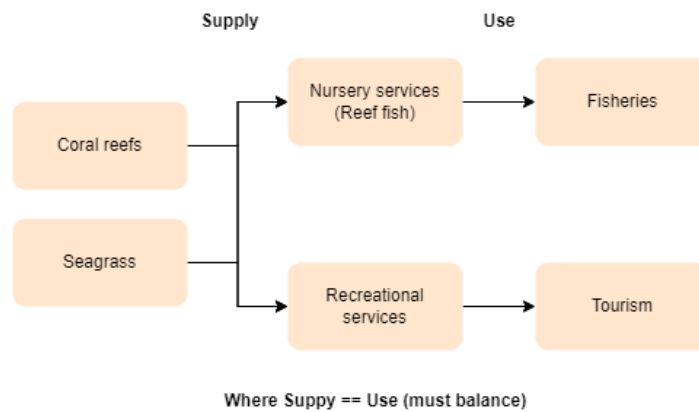 Supply
Use
Nursery services
(Reef fish)
Fisheries
Coral reefs
Seagrass
Recreational
services
Tourism
Where Suppy == Use (must balance)